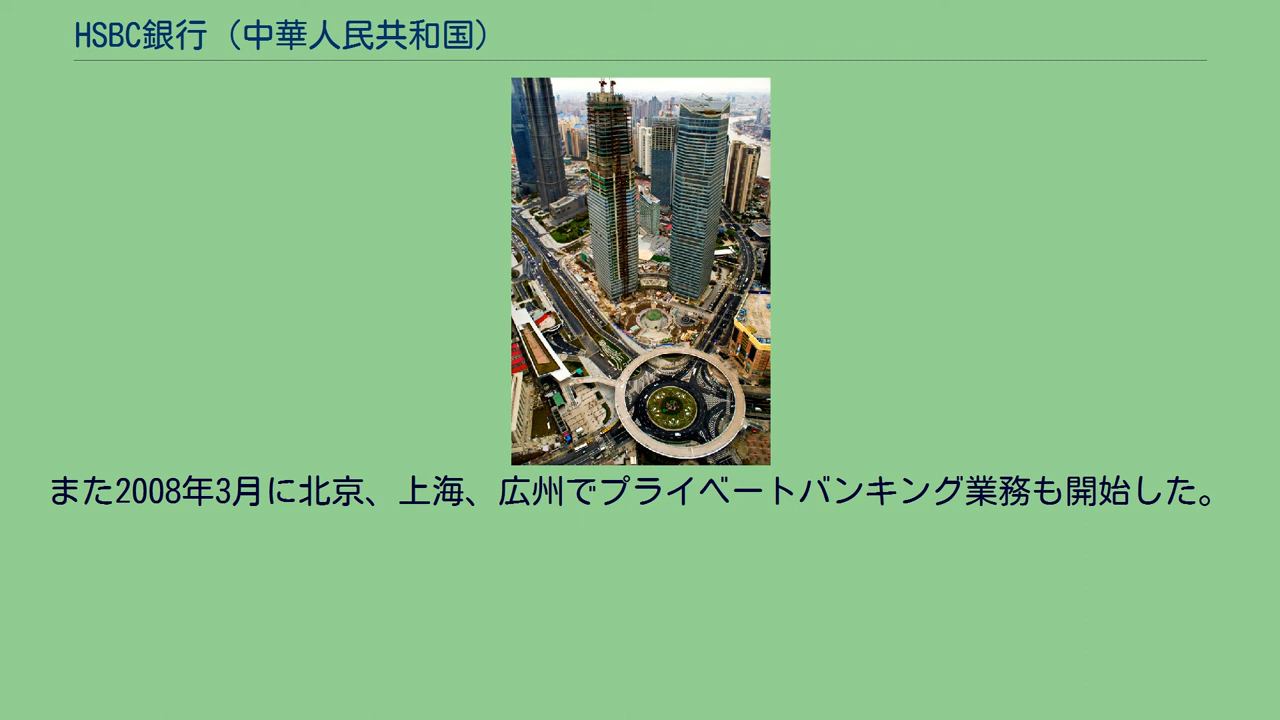 HSBC銀行（中華人民共和国）
また2008年3月に北京、上海、広州でプライベートバンキング業務も開始した。